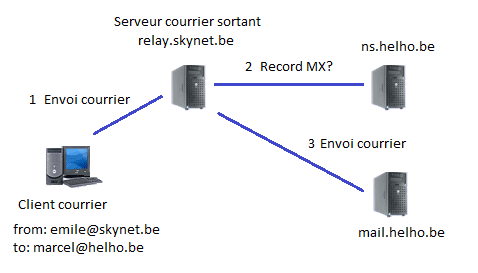 Serveur courrier sortant
relay.skynet.be
ns.helho.be
2 Record MX?
1 Envoi courrier
3 Envoi courrier
Client courrier
from: emile@skynet.be
to: marcel@helho.be
mail.helho.be